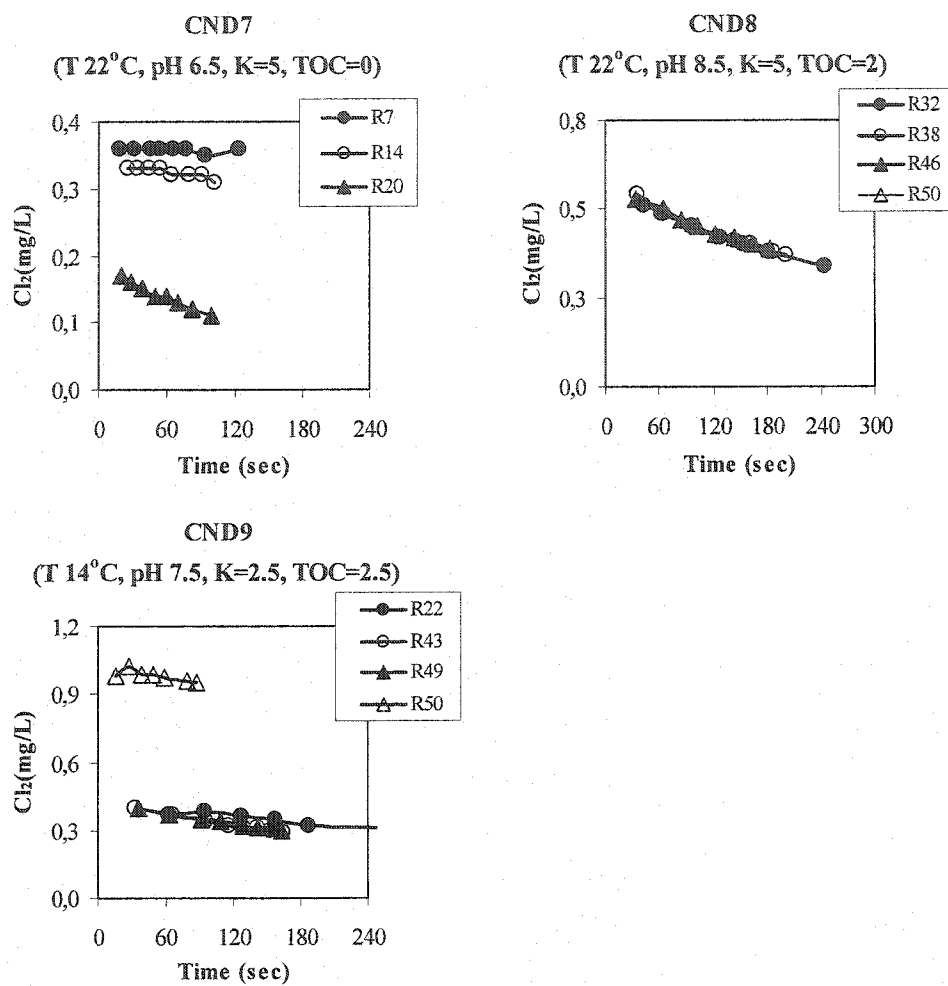 CND7
(T 22°C, pH 6.5, K=5, TOC=0)
R7
R14
R20
Cl₂(mg/L)
0,4
0,3
0,2
0,1
0,0
0 60 120 180 240
Time (sec)
CND8
(T 22°C, pH 8.5, K=5, TOC=2)
R32
R38
R46
R50
Cl₂(mg/L)
0,8
0,5
0,3
0,0
0 60 120 180 240 300
Time (sec)
CND9
(T 14°C, pH 7.5, K=2.5, TOC=2.5)
R22
R43
R49
R50
Cl₂(mg/L)
1,2
0,9
0,6
0,3
0,0
0 60 120 180 240
Time (sec)